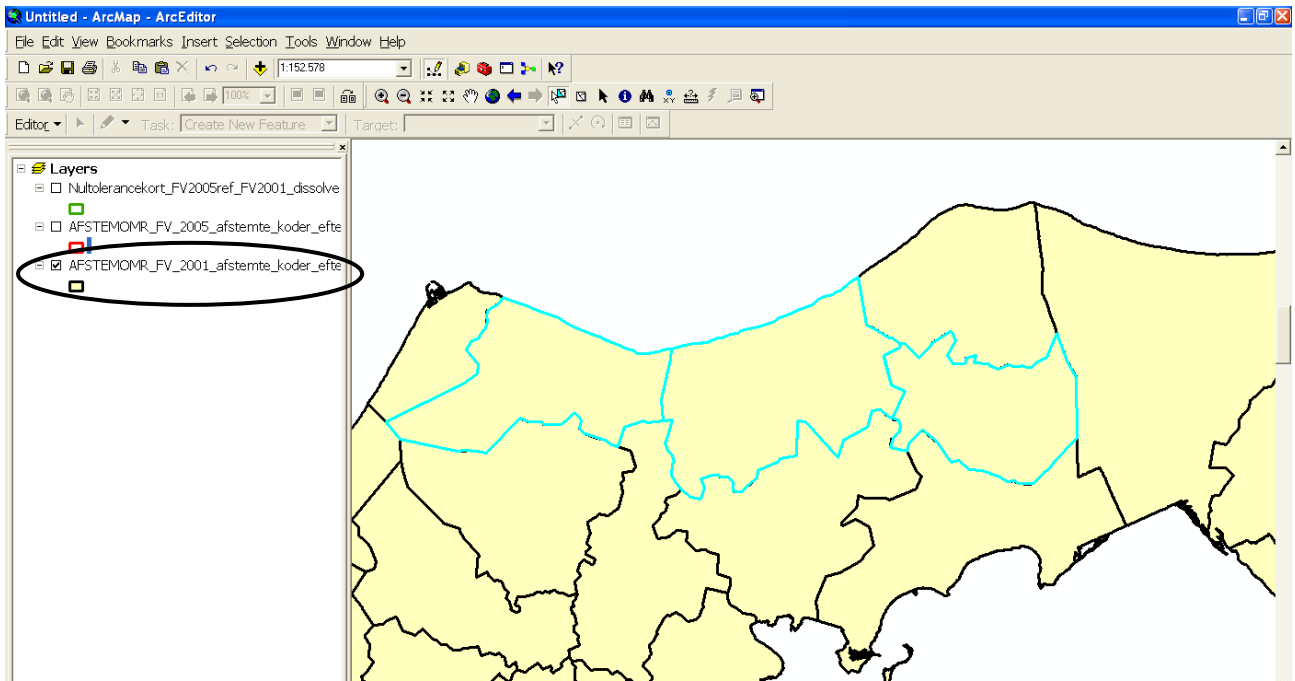 Untitled - ArcMap - ArcEditor
File Edit View Bookmarks Insert Selection Tools Window Help
1:152.578
100%
Editor Task: Create New Feature Target:
Layers
Nultolerancekort_FV2005ref_FV2001_dissolve
AFSTEMOMR_FV_2005_afstemte_koder_efte
AFSTEMOMR_FV_2001_afstemte_koder_efte